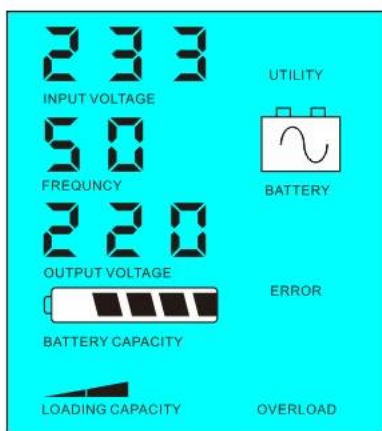 233
UTILITY
INPUT VOLTAGE
50
FREQUNCY
BATTERY
220
OUTPUT VOLTAGE
ERROR
BATTERY CAPACITY
LOADING CAPACITY
OVERLOAD